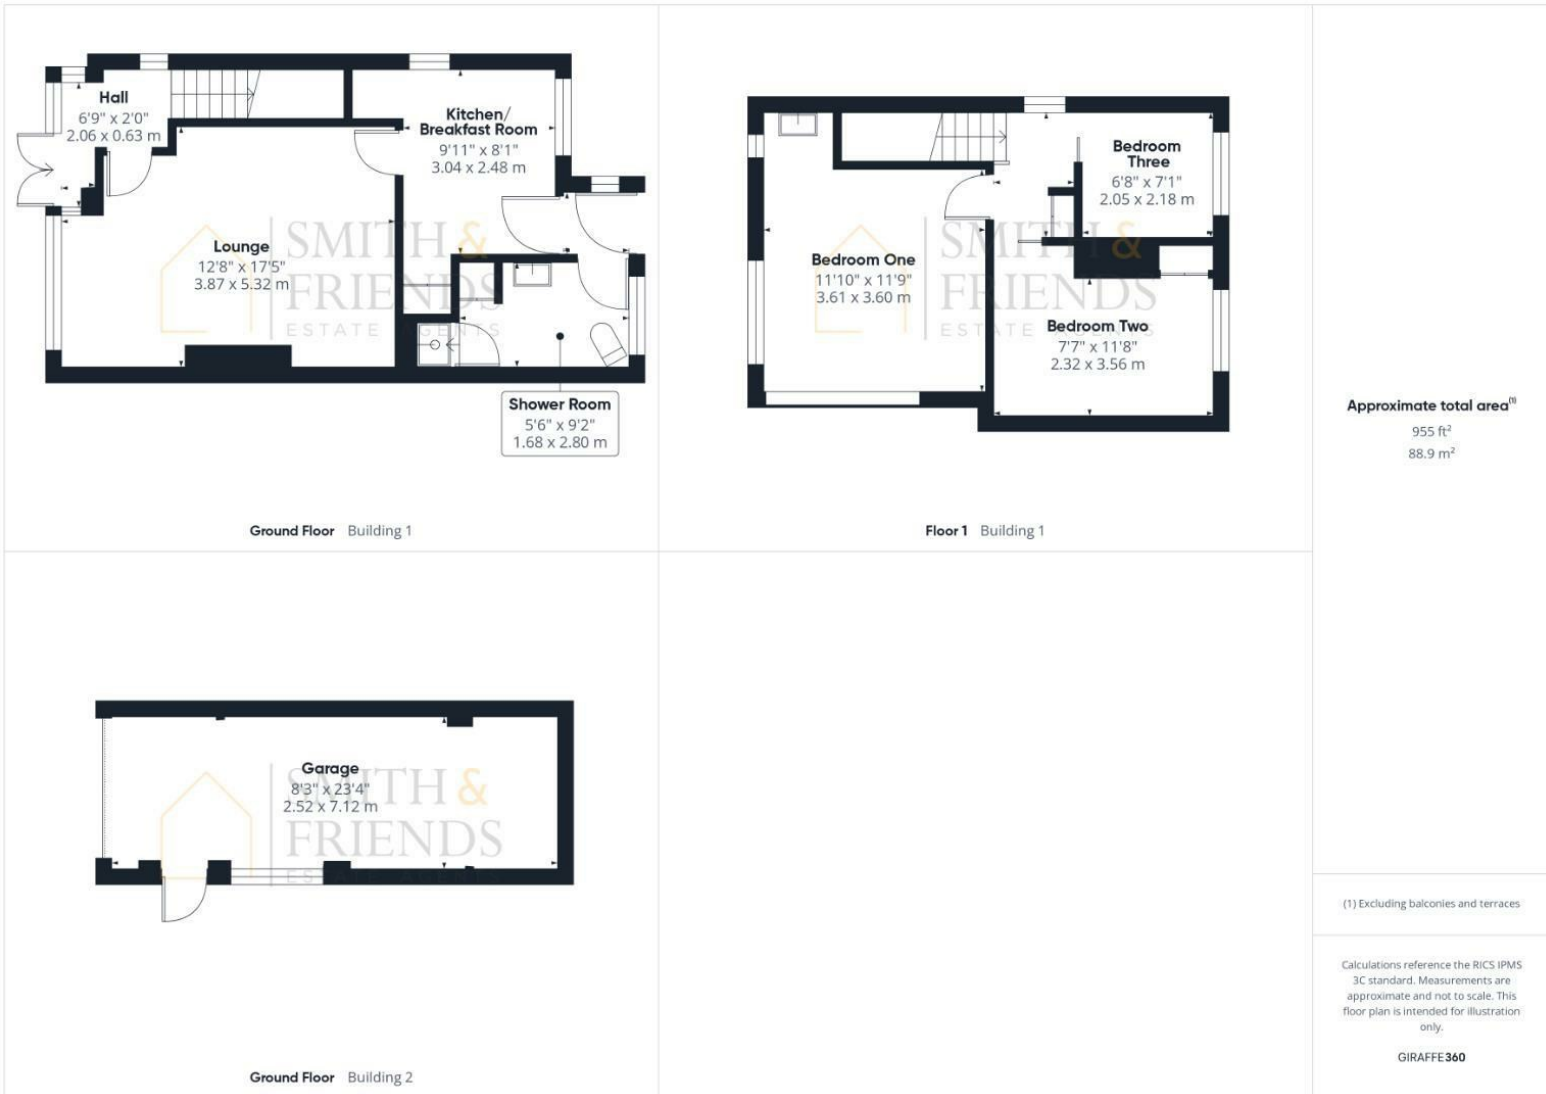 Hall
6'9" x 2'0"
2.06 x 0.63 m
Kitchen/
Breakfast Room
9'11" x 8'1"
3.04 x 2.48 m
Lounge
12'8" x 17'5"
3.87 x 5.32 m
SMITH &
FRIENDS
ESTATE AGENTS
Shower Room
5'6" x 9'2"
1.68 x 2.80 m
Ground Floor Building 1
Bedroom
Three
6'8" x 7'1"
2.05 x 2.18 m
Bedroom One
11'10" x 11'9"
3.61 x 3.60 m
SMITH &
FRIENDS
ESTATE AGENTS
Bedroom Two
7'7" x 11'8"
2.32 x 3.56 m
Floor 1 Building 1
Approximate total area(1)
955 ft²
88.9 m²
Garage
8'3" x 23'4"
2.52 x 7.12 m
SMITH &
FRIENDS
ESTATE AGENTS
Ground Floor Building 2
(1) Excluding balconies and terraces
Calculations reference the RICS IPMS
3C standard. Measurements are
approximate and not to scale. This
floor plan is intended for illustration
only.
GIRAFFE360